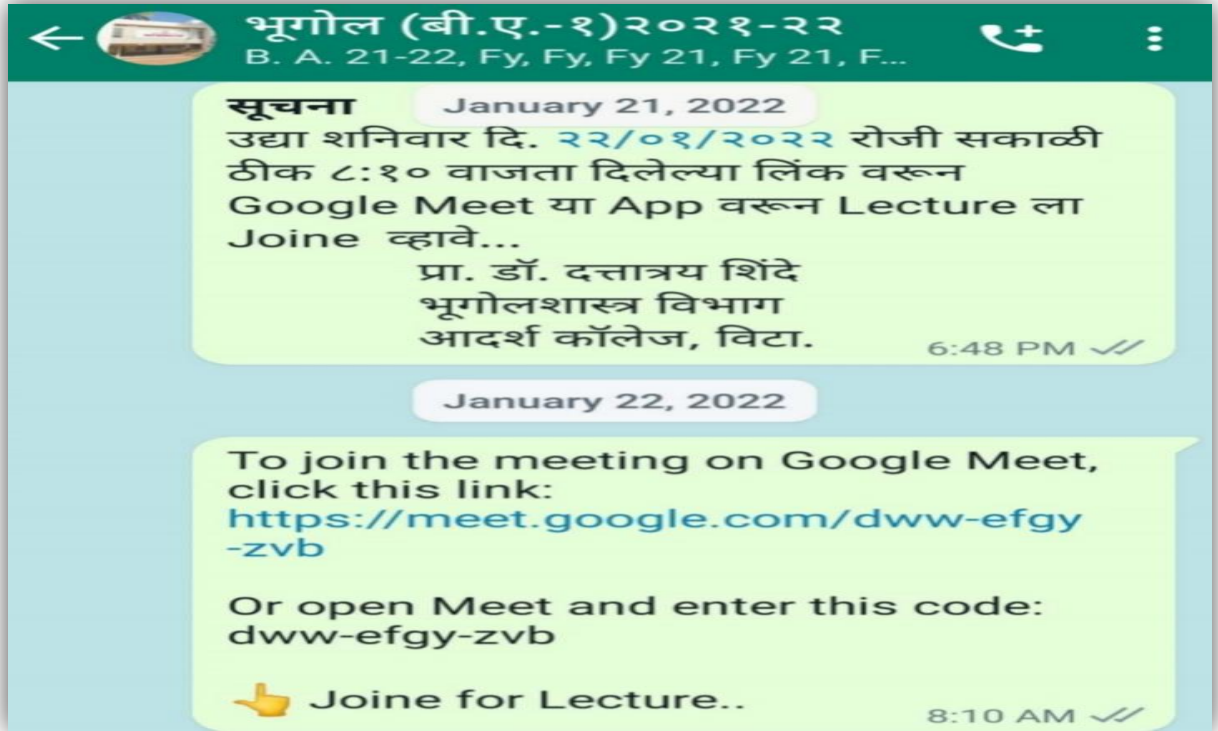 भूगोल (बी.ए.-१)२०२१-२२
B. A. 21-22, Fy, Fy, Fy 21, Fy 21, F...
January 21, 2022
सूचना
उद्या शनिवार दि. २२/०१/२०२२ रोजी सकाळी
ठीक ८:१० वाजता दिलेल्या लिंक वरून
Google Meet या App वरून Lecture ला
Joine व्हावे...
प्रा. डॉ. दत्तात्रय शिंदे
भूगोलशास्त्र विभाग
आदर्श कॉलेज, विटा.
6:48 PM
January 22, 2022
To join the meeting on Google Meet,
click this link:
https://meet.google.com/dww-efgy
-zvb
Or open Meet and enter this code:
dww-efgy-zvb
👆 Joine for Lecture..
8:10 AM